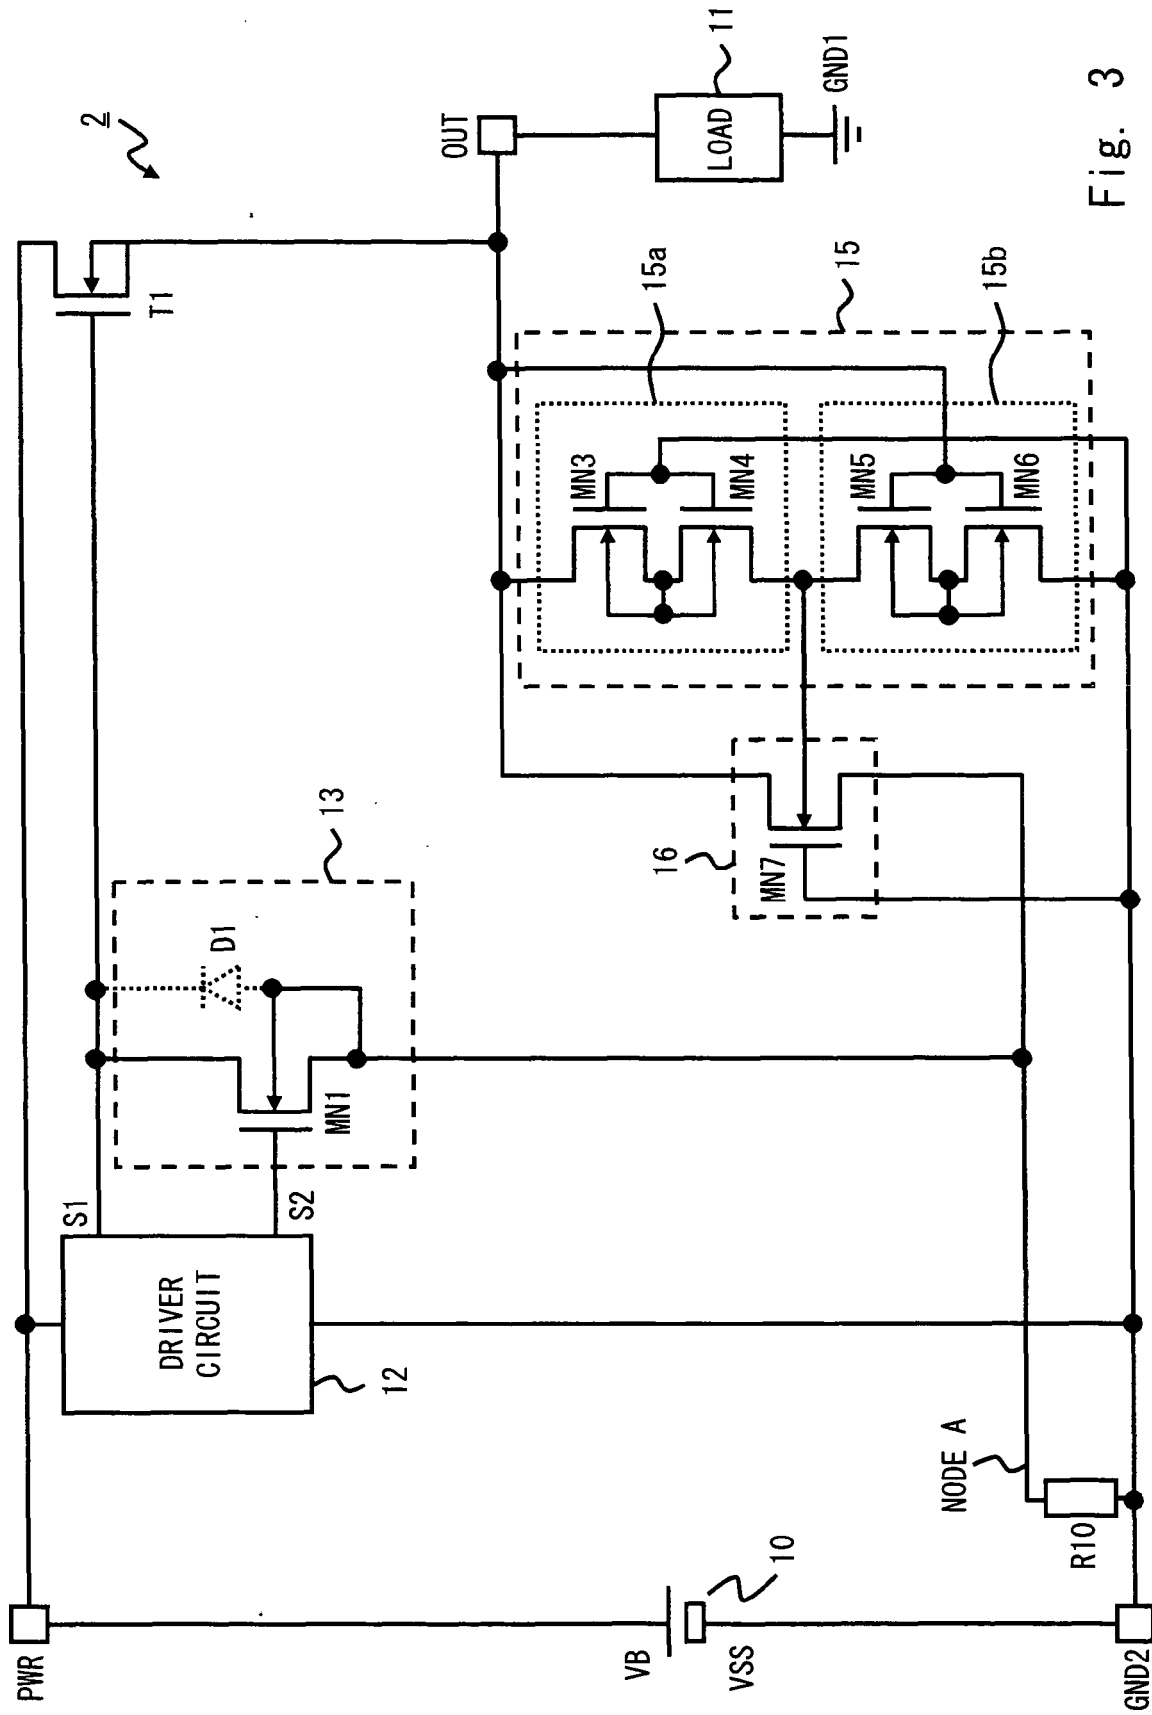 2
PWR
VB
VSS
10
GND2
DRIVER
CIRCUIT
12
S1
S2
13
D1
MN1
T1
NODE A
R10
16
MN7
15
15a
15b
MN3
MN4
MN5
MN6
OUT
LOAD
11
GND1
Fig. 3